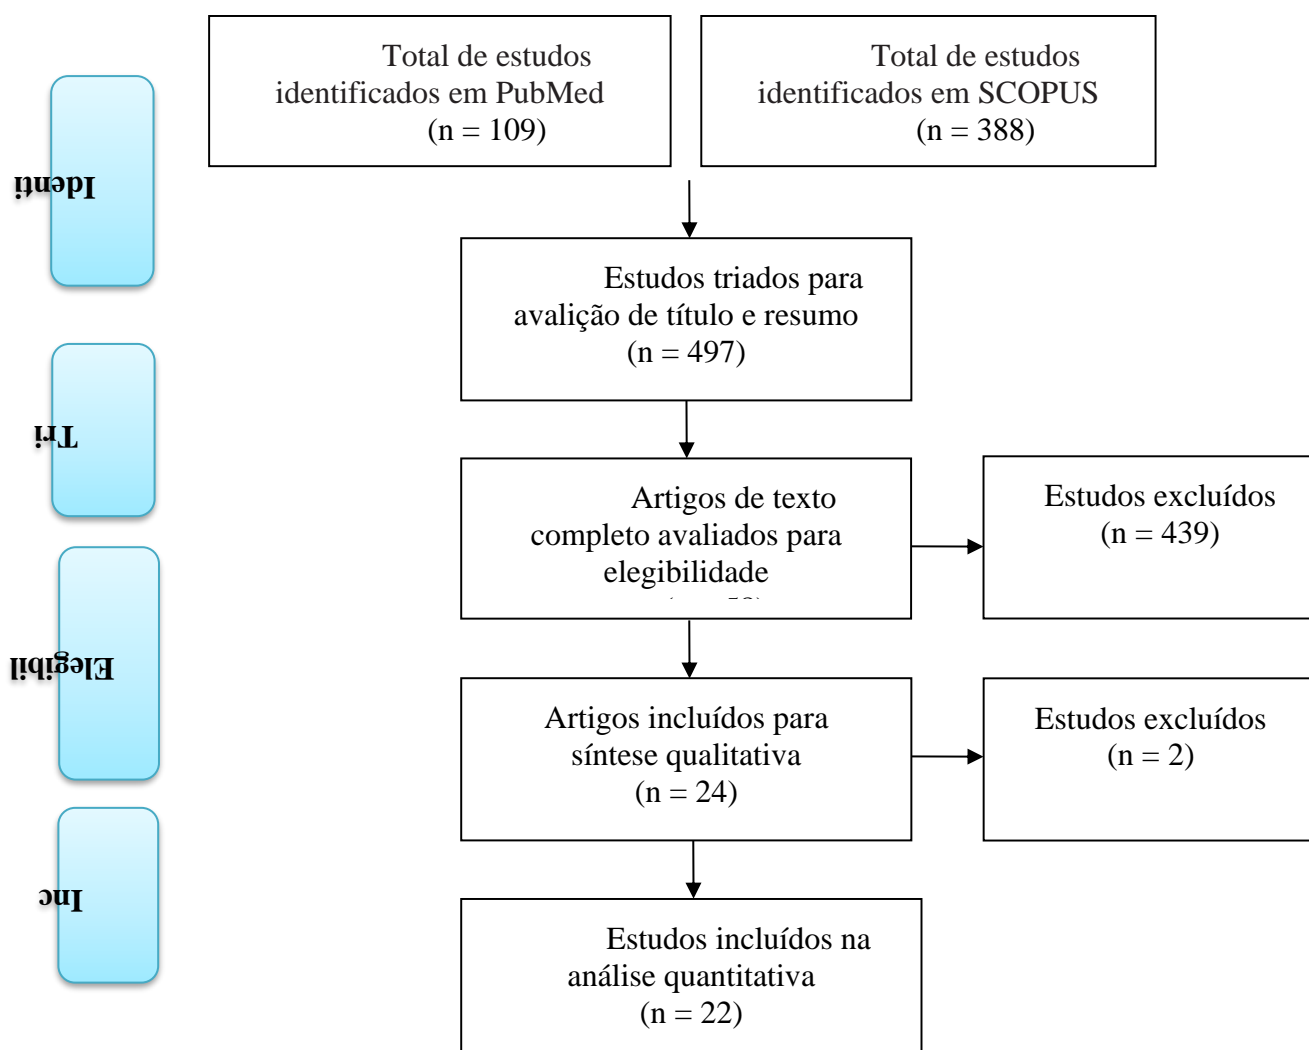 Total de estudos
identificados em PubMed
(n = 109)
Total de estudos
identificados em SCOPUS
(n = 388)
Identi
Estudos triados para
avalição de título e resumo
(n = 497)
Tri
Artigos de texto
completo avaliados para
elegibilidade
Estudos excluídos
(n = 439)
Elegibil
Artigos incluídos para
síntese qualitativa
(n = 24)
Estudos excluídos
(n = 2)
Inc
Estudos incluídos na
análise quantitativa
(n = 22)